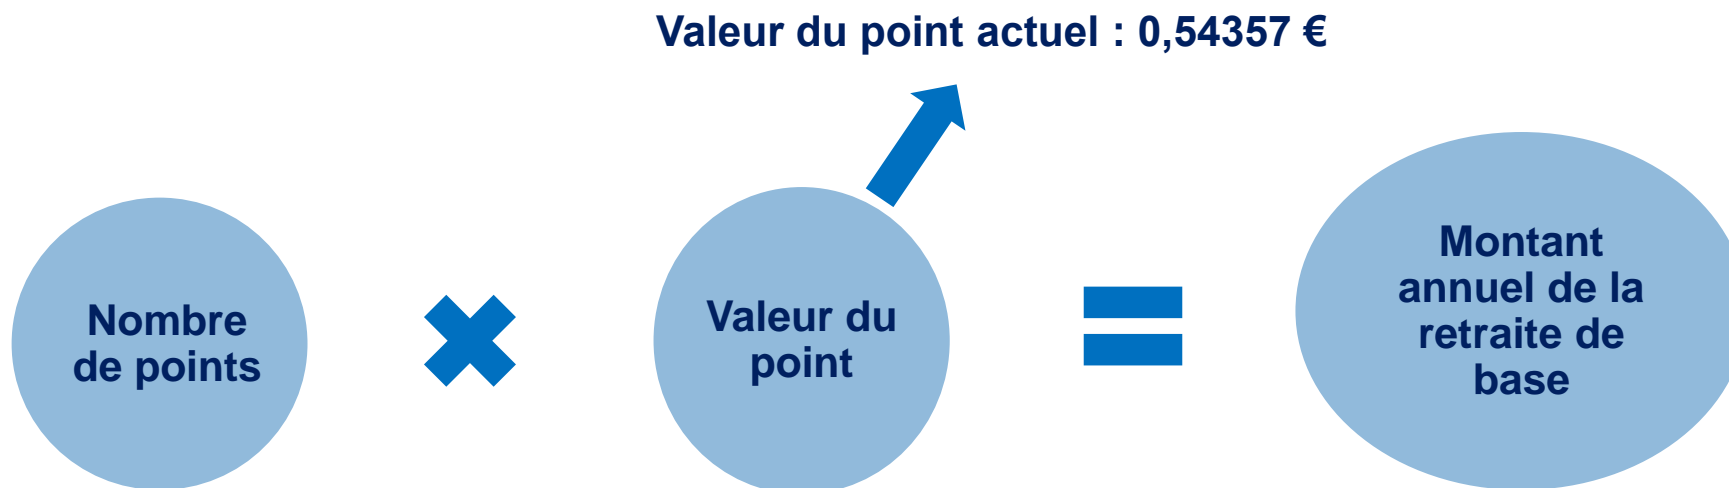 Valeur du point actuel : 0,54357 €
Nombre
de points
Valeur du
point
Montant
annuel de la
retraite de
base